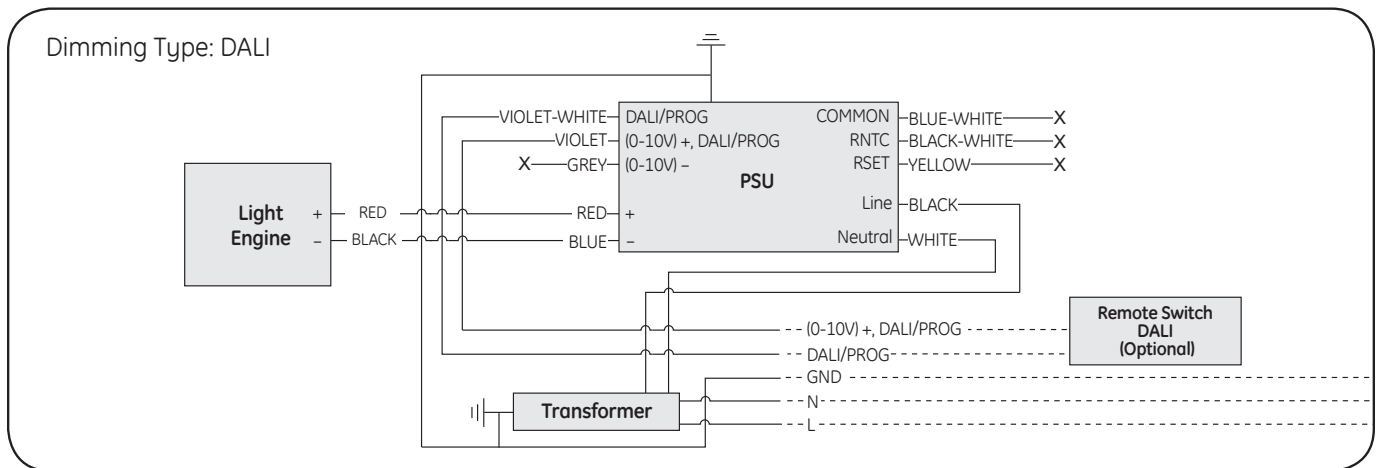 Dimming Type: DALI
VIOLET-WHITE DALI/PROG COMMON BLUE-WHITE X
VIOLET (0-10V) +, DALI/PROG RNTC BLACK-WHITE X
X GREY (0-10V) – RSET YELLOW X
PSU
Light Engine
+ RED RED + Line BLACK
– BLACK BLUE – Neutral WHITE
(0-10V) +, DALI/PROG
DALI/PROG
Remote Switch
DALI
(Optional)
GND
Transformer
N
L